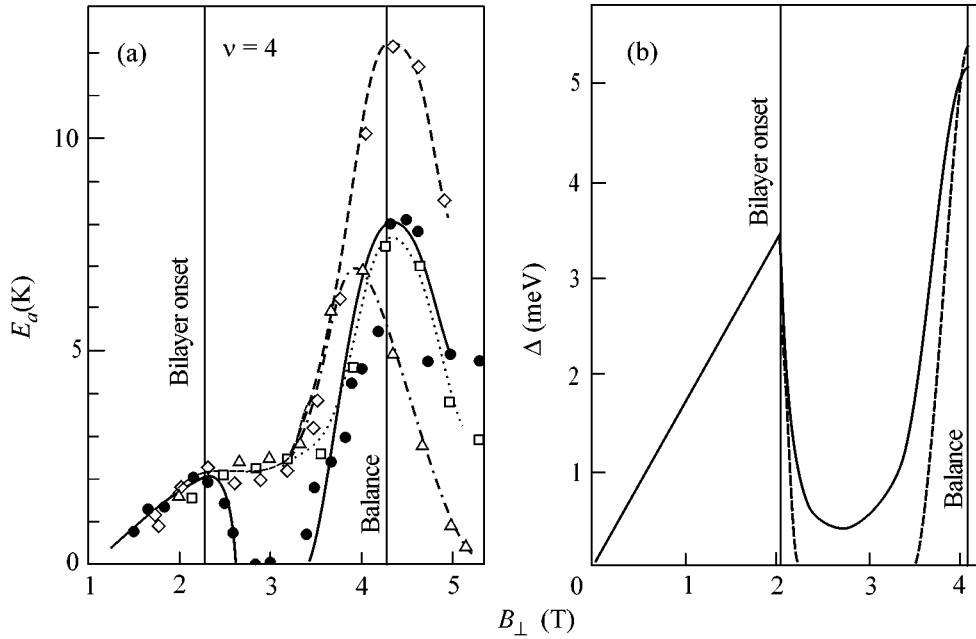 (a)
ν = 4
Bilayer onset
Balance
E_a(K)
10
5
0
1
2
3
4
5
(b)
Bilayer onset
Balance
Δ (meV)
5
4
3
2
1
0
1
2
3
4
B_⊥ (T)